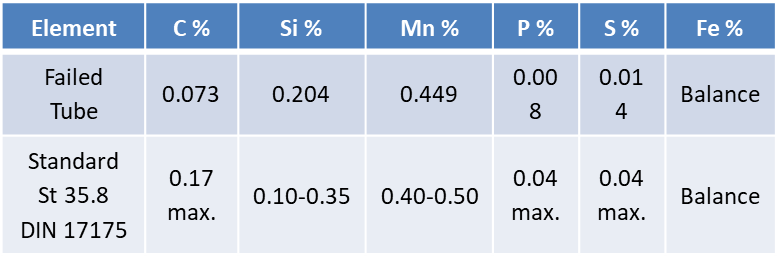 Element C % Si % Mn % P % S % Fe %
Failed Tube 0.073 0.204 0.449 0.008 0.014 Balance
Standard St 35.8 DIN 17175 0.17 max. 0.10-0.35 0.40-0.50 0.04 max. 0.04 max. Balance